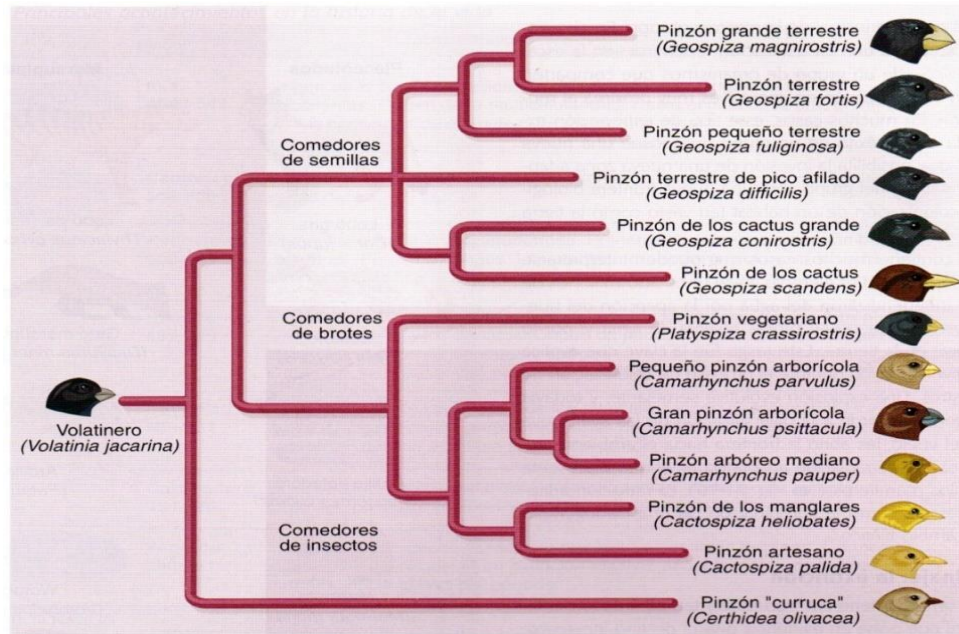 Pinzón grande terrestre
(Geospiza magnirostris)
Pinzón terrestre
(Geospiza fortis)
Comedores
de semillas
Pinzón pequeño terrestre
(Geospiza fuliginosa)
Pinzón terrestre de pico afilado
(Geospiza difficilis)
Pinzón de los cactus grande
(Geospiza conirostris)
Pinzón de los cactus
(Geospiza scandens)
Comedores
de brotes
Pinzón vegetariano
(Platyspiza crassirostris)
Pequeño pinzón arborícola
(Camarhynchus parvulus)
Volatinero
(Volatinia jacarina)
Gran pinzón arborícola
(Camarhynchus psittacula)
Pinzón arbóreo mediano
(Camarhynchus pauper)
Comedores
de insectos
Pinzón de los manglares
(Cactospiza heliobates)
Pinzón artesano
(Cactospiza palida)
Pinzón "curruca"
(Certhidea olivacea)